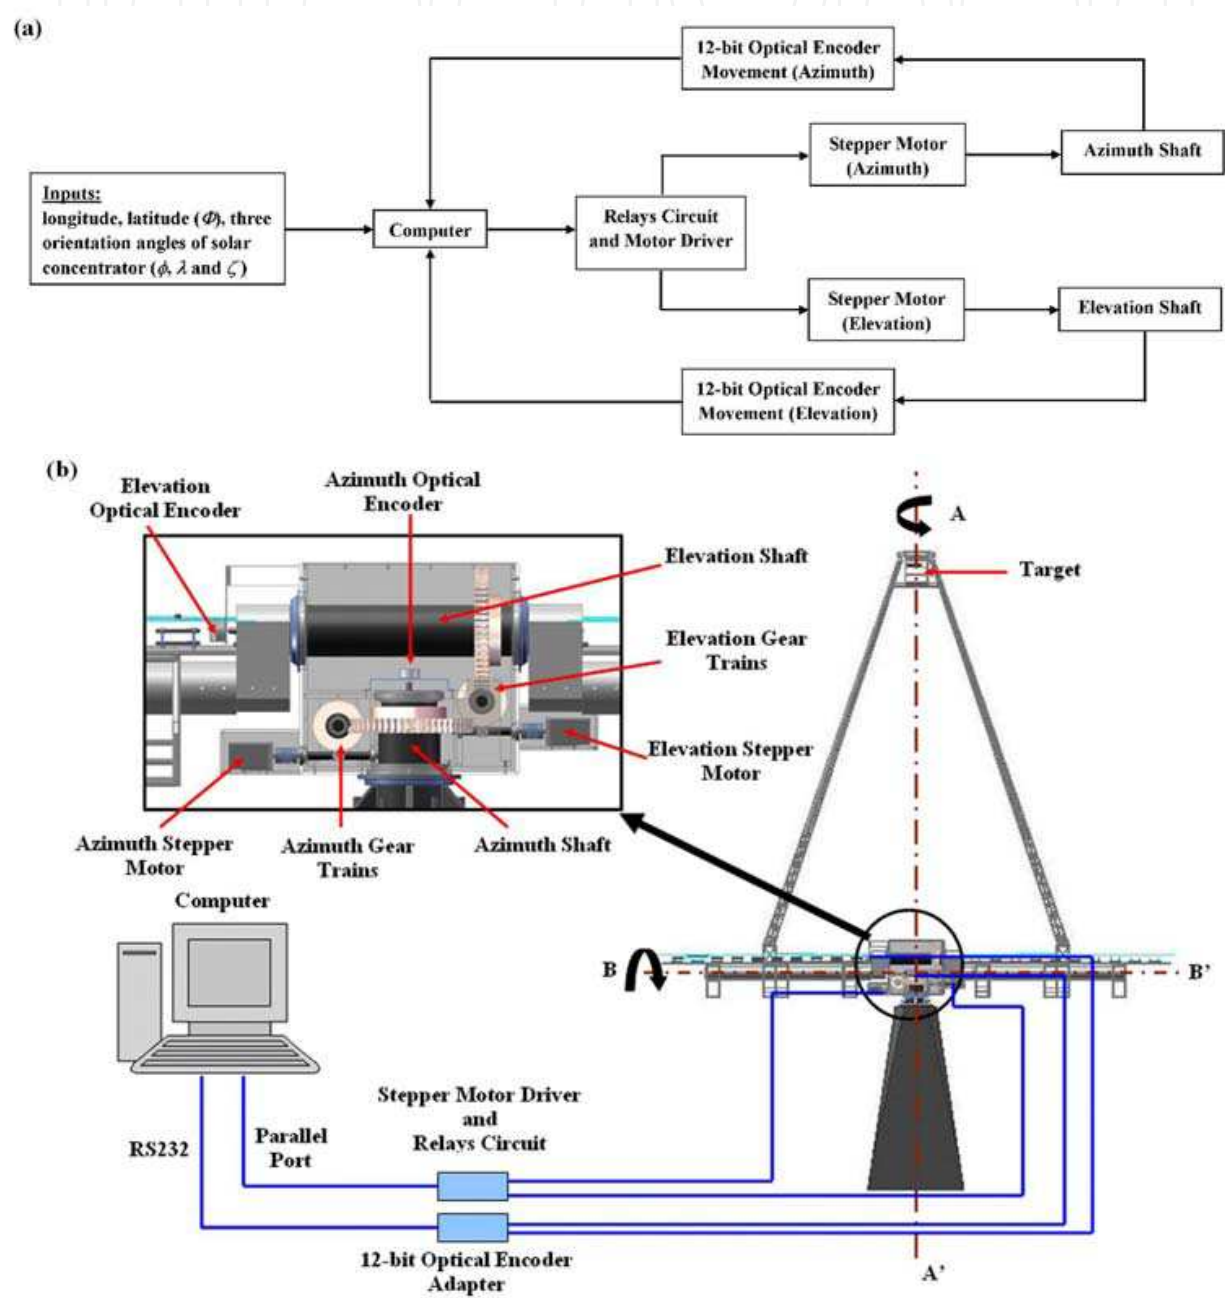 (a)
12-bit Optical Encoder
Movement (Azimuth)
Stepper Motor
(Azimuth)
Azimuth Shaft
Inputs:
longitude, latitude (Φ), three
orientation angles of solar
concentrator (ϕ, λ and ζ )
Computer
Relays Circuit
and Motor Driver
Stepper Motor
(Elevation)
Elevation Shaft
12-bit Optical Encoder
Movement (Elevation)
(b)
Elevation
Optical Encoder
Azimuth Optical
Encoder
A
Elevation Shaft
Target
Elevation Gear
Trains
Elevation Stepper
Motor
Azimuth Stepper
Motor
Azimuth Gear
Trains
Azimuth Shaft
Computer
B
B'
Stepper Motor Driver
and
Relays Circuit
RS232
Parallel
Port
12-bit Optical Encoder
Adapter
A'